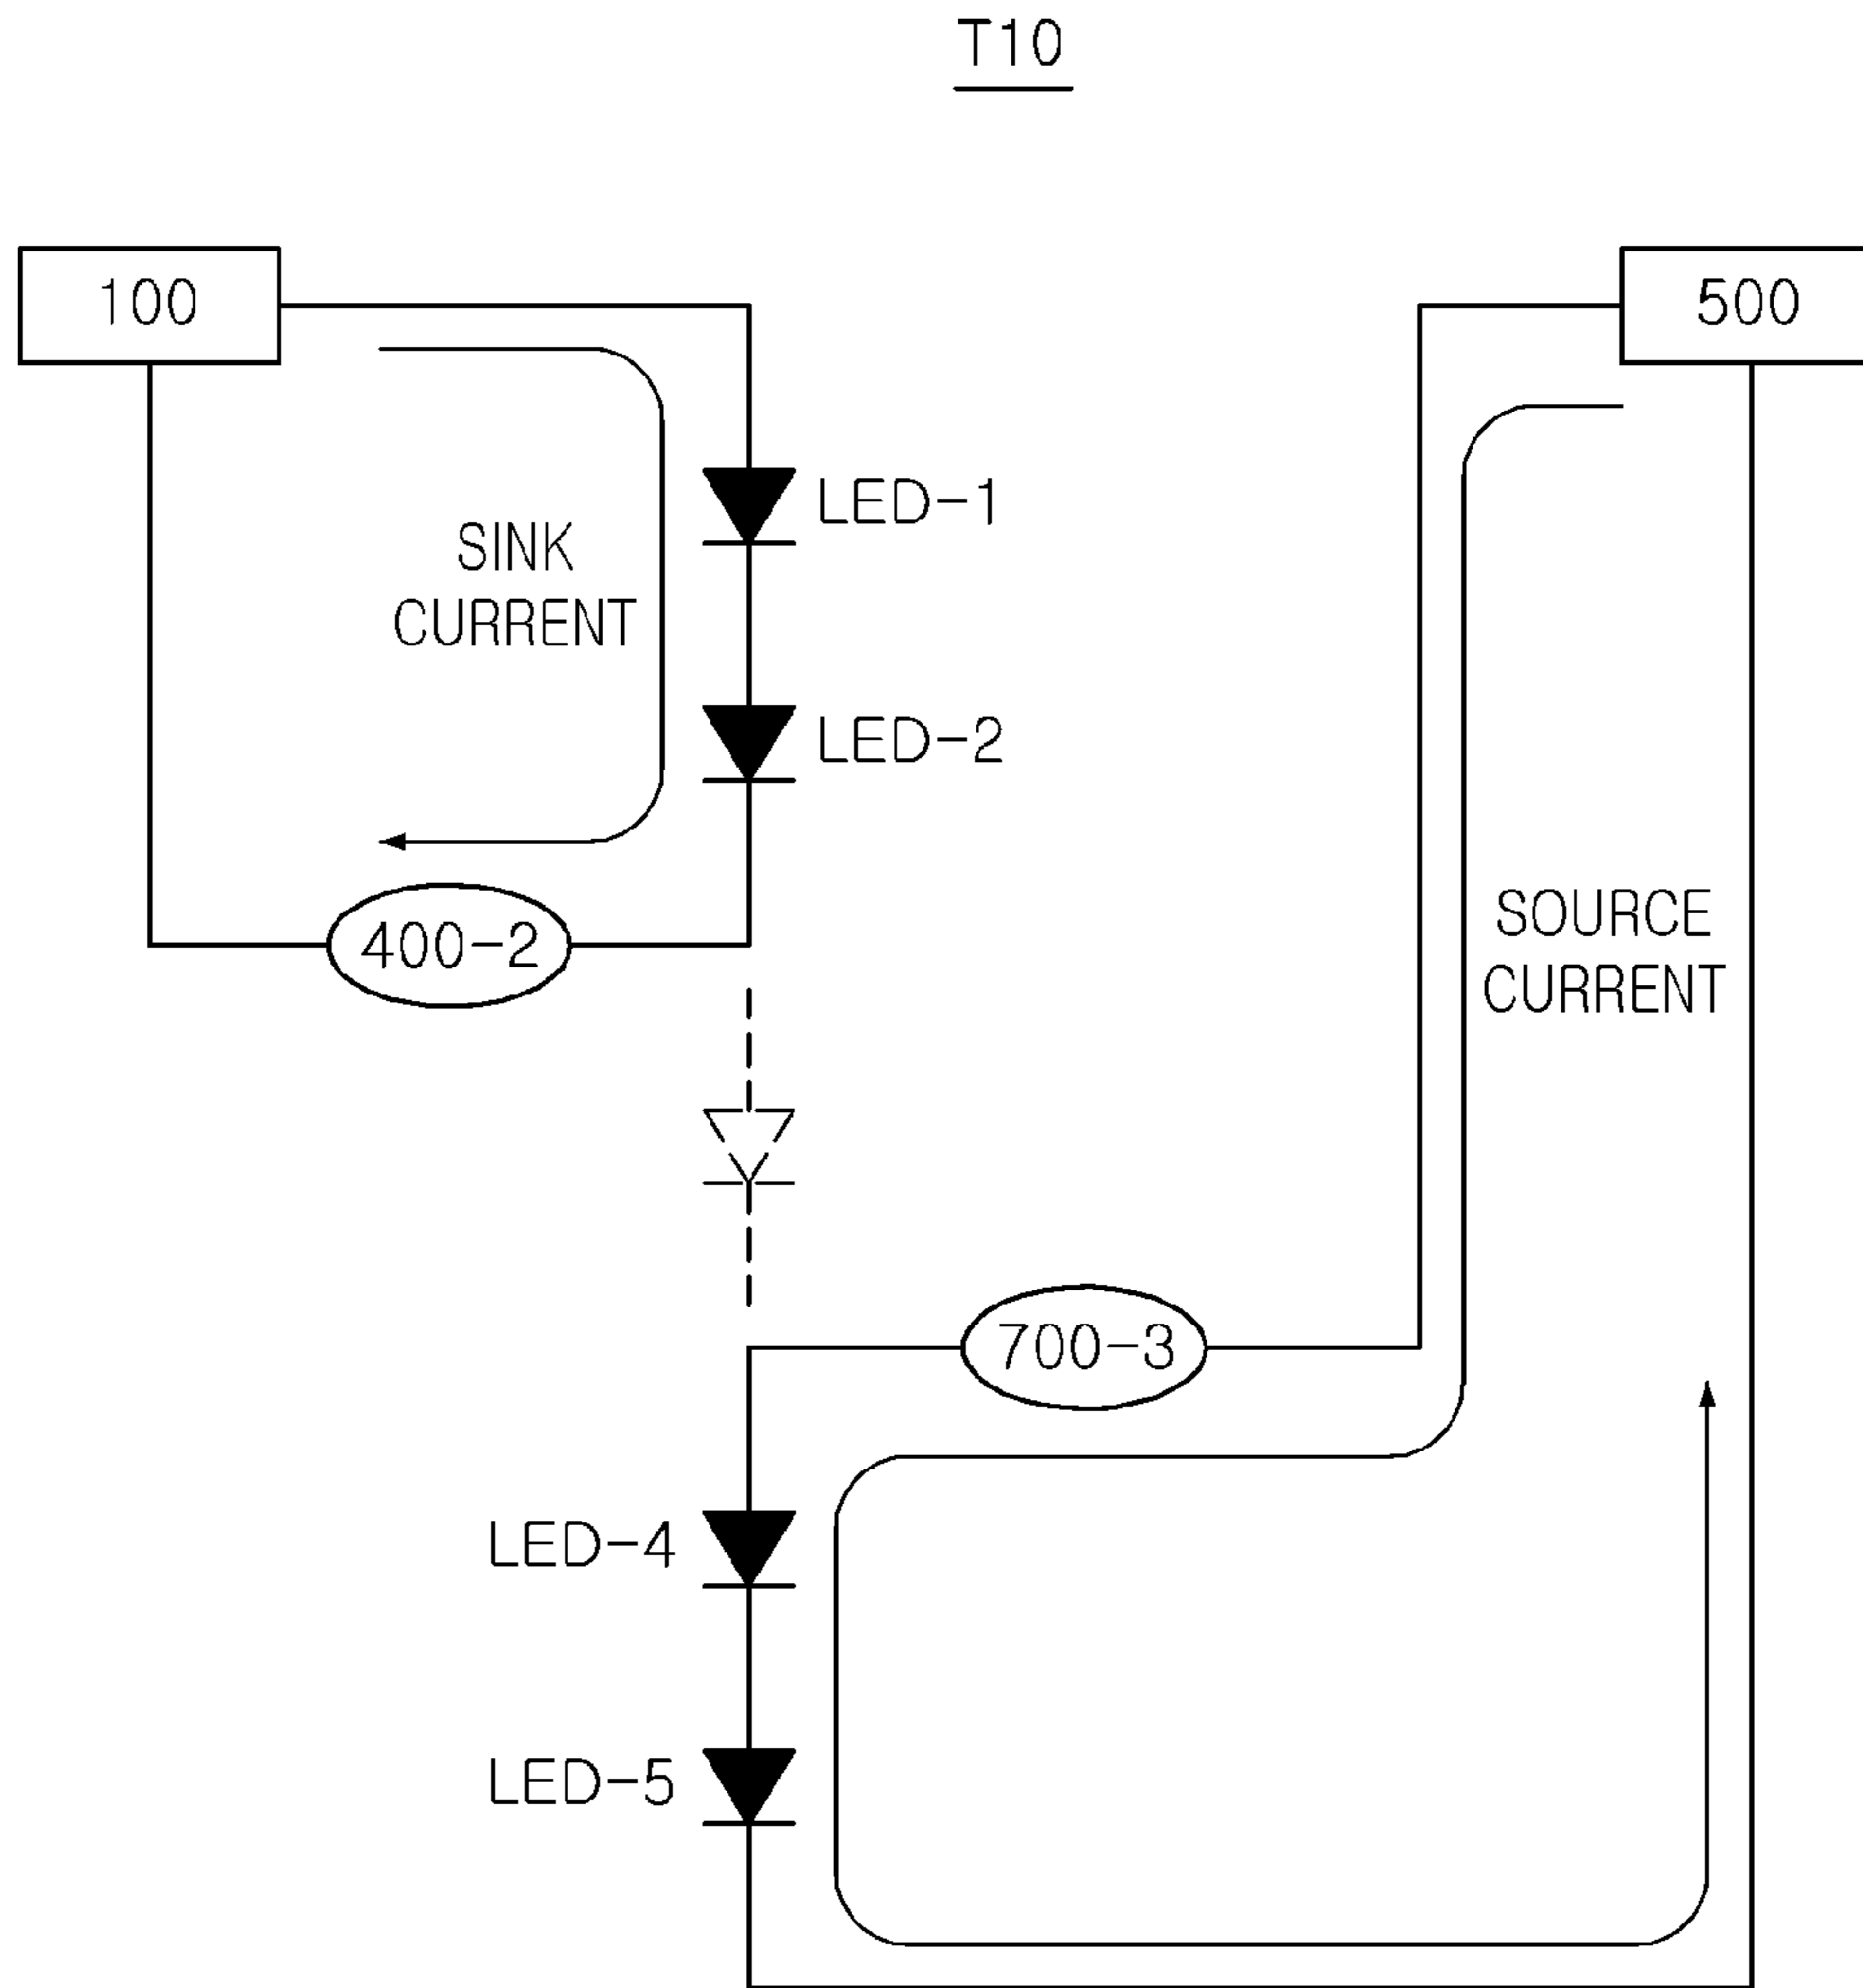 T10
100
500
LED-1
SINK
CURRENT
LED-2
SOURCE
CURRENT
400-2
700-3
LED-4
LED-5